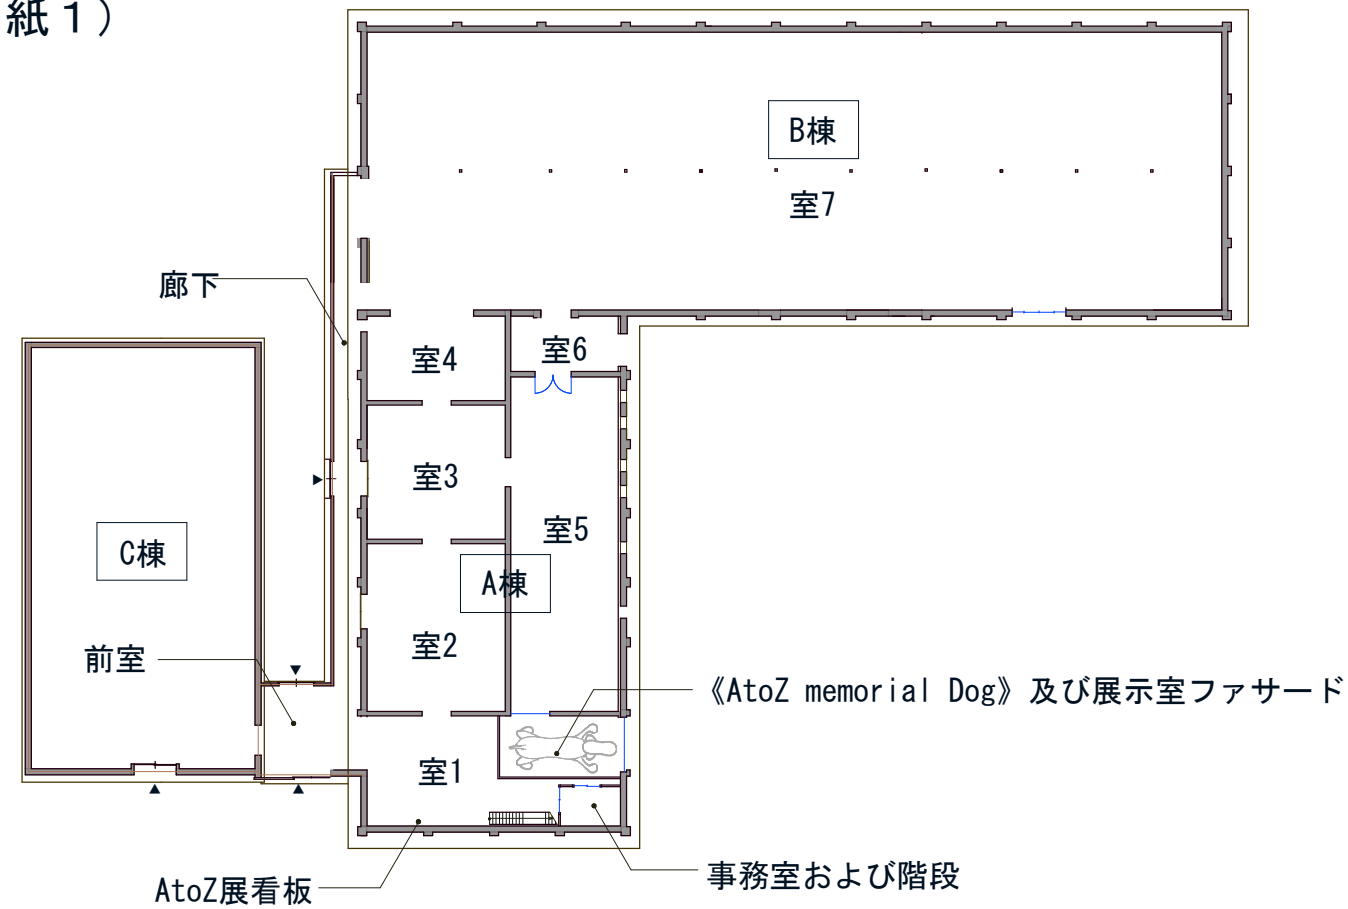 紙１）
B棟
室7
廊下
室4
室6
室3
室5
C棟
A棟
室2
前室
《AtoZ memorial Dog》及び展示室ファサード
室1
事務室および階段
AtoZ展看板